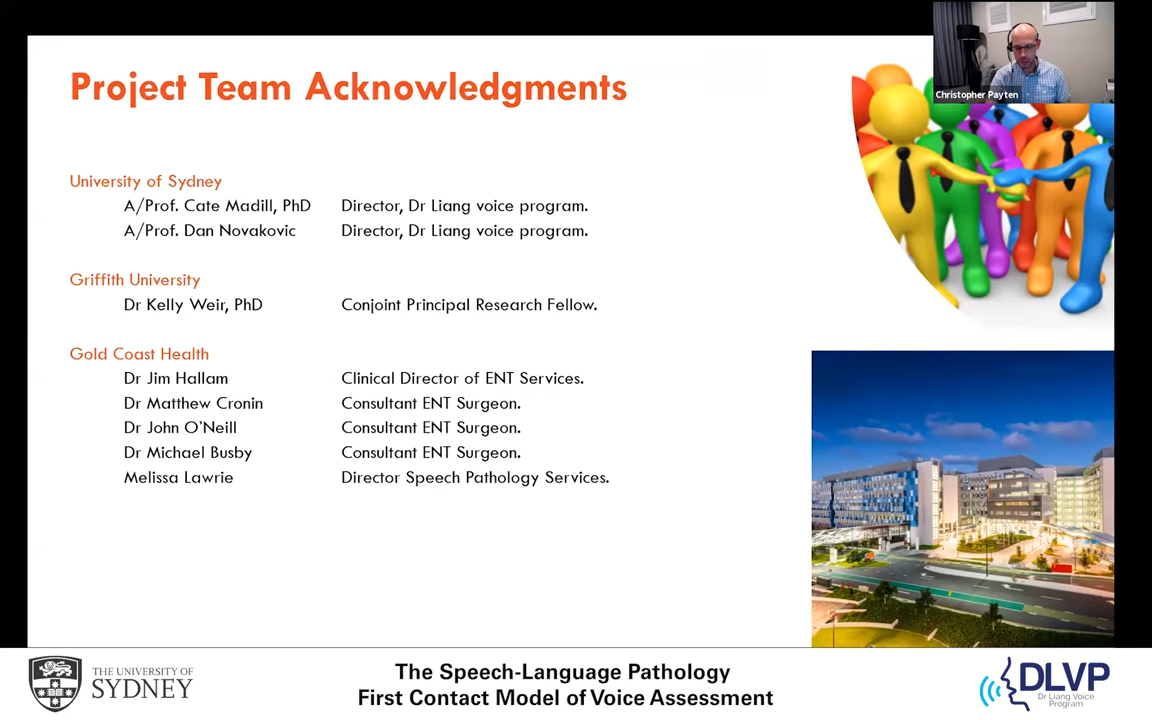 Project Team Acknowledgments
Christopher Payten
University of Sydney
A/Prof. Cate Madill, PhD Director, Dr Liang voice program.
A/Prof. Dan Novakovic Director, Dr Liang voice program.
Griffith University
Dr Kelly Weir, PhD Conjoint Principal Research Fellow.
Gold Coast Health
Dr Jim Hallam Clinical Director of ENT Services.
Dr Matthew Cronin Consultant ENT Surgeon.
Dr John O'Neill Consultant ENT Surgeon.
Dr Michael Busby Consultant ENT Surgeon.
Melissa Lawrie Director Speech Pathology Services.
THE UNIVERSITY OF
SYDNEY
The Speech-Language Pathology
First Contact Model of Voice Assessment
DLVP
Dr Liang Voice
Program